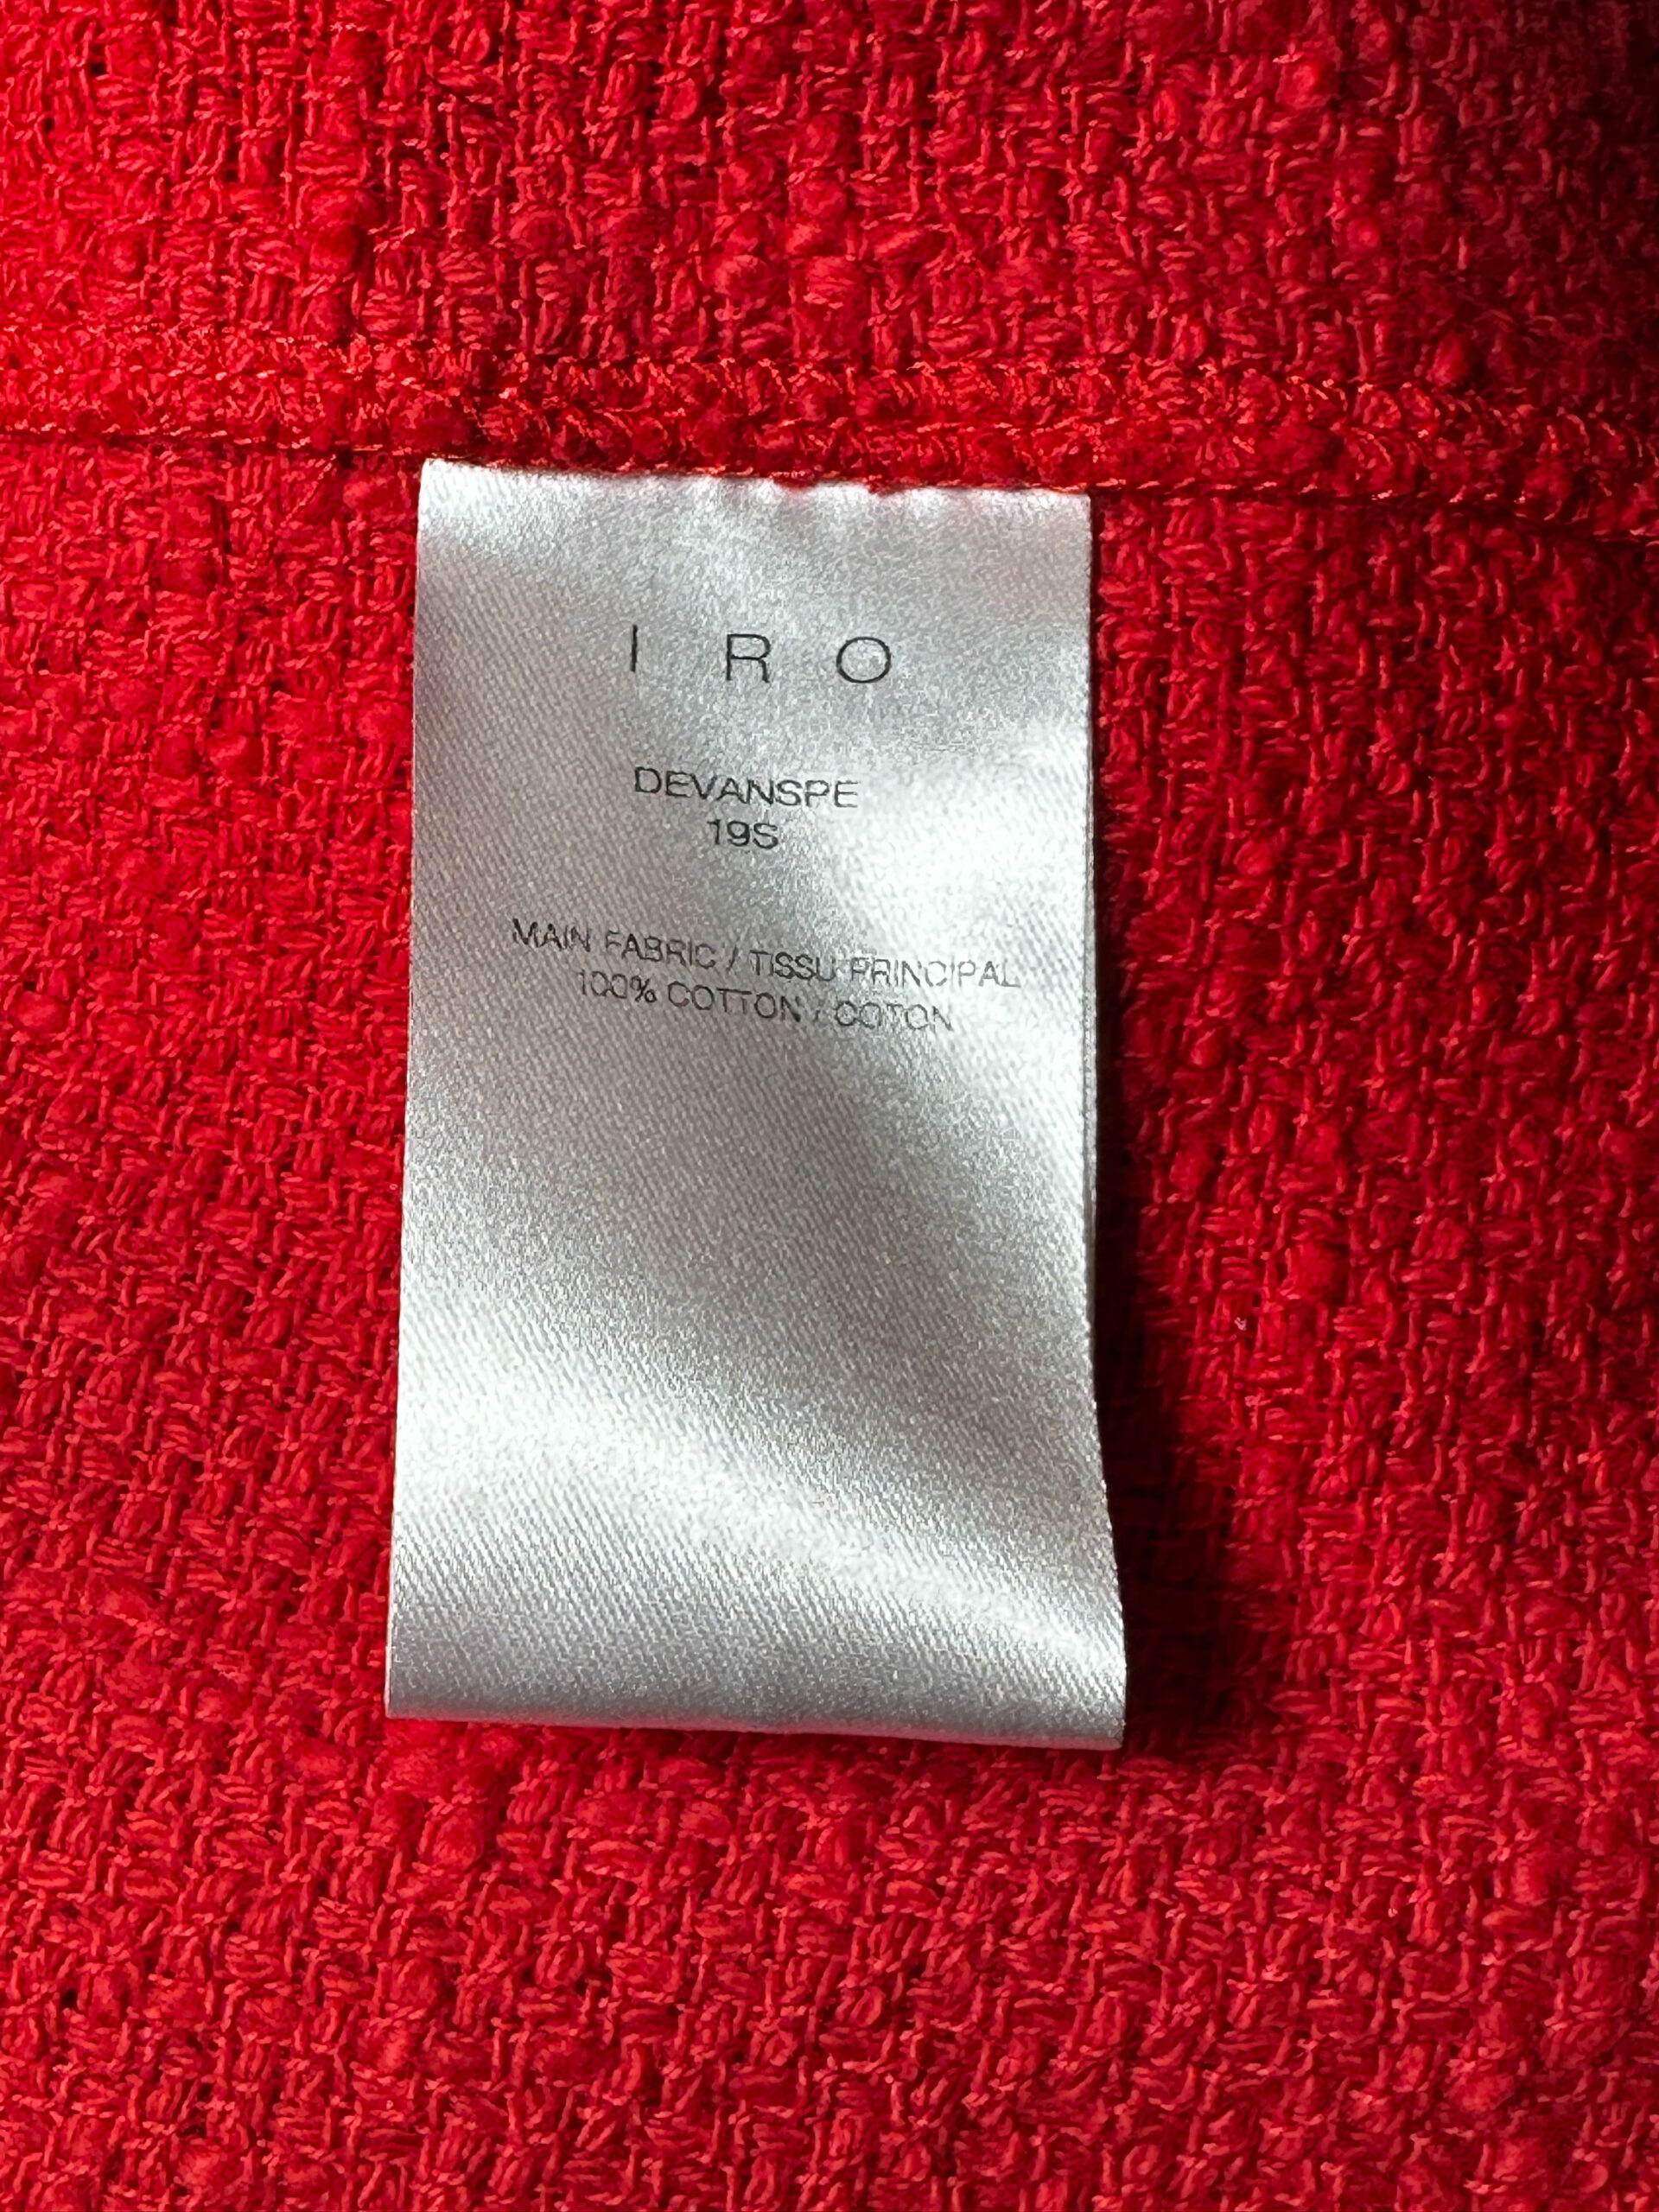 I R O
DEVANSPE
19S
MAIN FABRIC / TISSU PRINCIPAL
100% COTTON / COTON